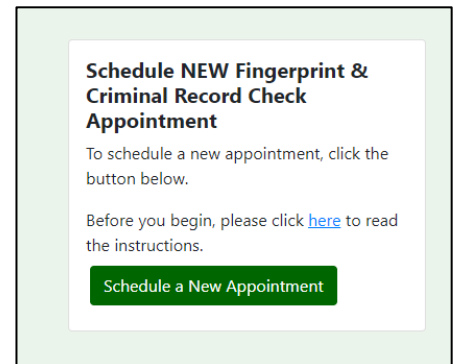 Schedule NEW Fingerprint &
Criminal Record Check
Appointment
To schedule a new appointment, click the
button below.
Before you begin, please click here to read
the instructions.
Schedule a New Appointment